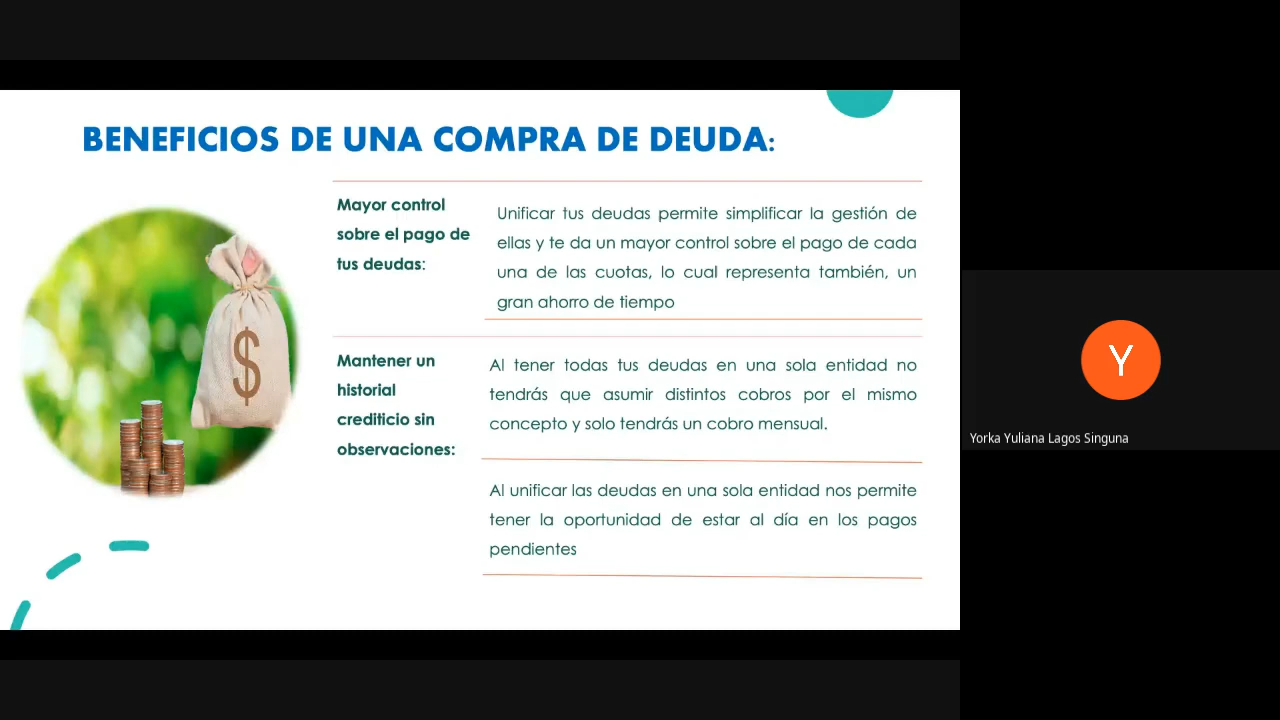 BENEFICIOS DE UNA COMPRA DE DEUDA:
Mayor control
sobre el pago de
tus deudas:
Unificar tus deudas permite simplificar la gestión de
ellas y te da un mayor control sobre el pago de cada
una de las cuotas, lo cual representa también, un
gran ahorro de tiempo
Mantener un
historial
crediticio sin
observaciones:
Al tener todas tus deudas en una sola entidad no
tendrás que asumir distintos cobros por el mismo
concepto y solo tendrás un cobro mensual.
Al unificar las deudas en una sola entidad nos permite
tener la oportunidad de estar al día en los pagos
pendientes
$
Y
Yorka Yuliana Lagos Singuna